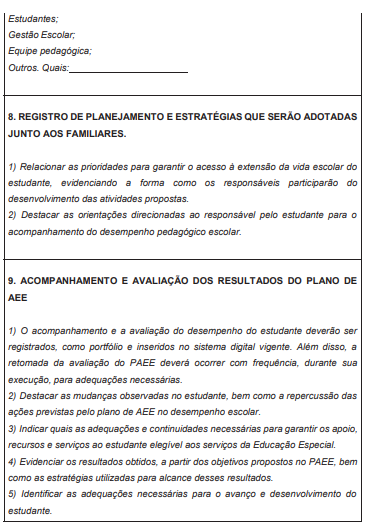 Estudantes;
Gestão Escolar;
Equipe pedagógica;
Outros. Quais:______________________
8. REGISTRO DE PLANEJAMENTO E ESTRATÉGIAS QUE SERÃO ADOTADAS
JUNTO AOS FAMILIARES.
1) Relacionar as prioridades para garantir o acesso à extensão da vida escolar do
estudante, evidenciando a forma como os responsáveis participarão do
desenvolvimento das atividades propostas.
2) Destacar as orientações direcionadas ao responsável pelo estudante para o
acompanhamento do desempenho pedagógico escolar.
9. ACOMPANHAMENTO E AVALIAÇÃO DOS RESULTADOS DO PLANO DE
AEE
1) O acompanhamento e a avaliação do desempenho do estudante deverão ser
registrados, como portfólio e inseridos no sistema digital vigente. Além disso, a
retomada da avaliação do PAEE deverá ocorrer com frequência, durante sua
execução, para adequações necessárias.
2) Destacar as mudanças observadas no estudante, bem como a repercussão das
ações previstas pelo plano de AEE no desempenho escolar.
3) Indicar quais as adequações e continuidades necessárias para garantir os apoio,
recursos e serviços ao estudante elegível aos serviços da Educação Especial.
4) Evidenciar os resultados obtidos, a partir dos objetivos propostos no PAEE, bem
como as estratégias utilizadas para alcance desses resultados.
5) Identificar as adequações necessárias para o avanço e desenvolvimento do
estudante.